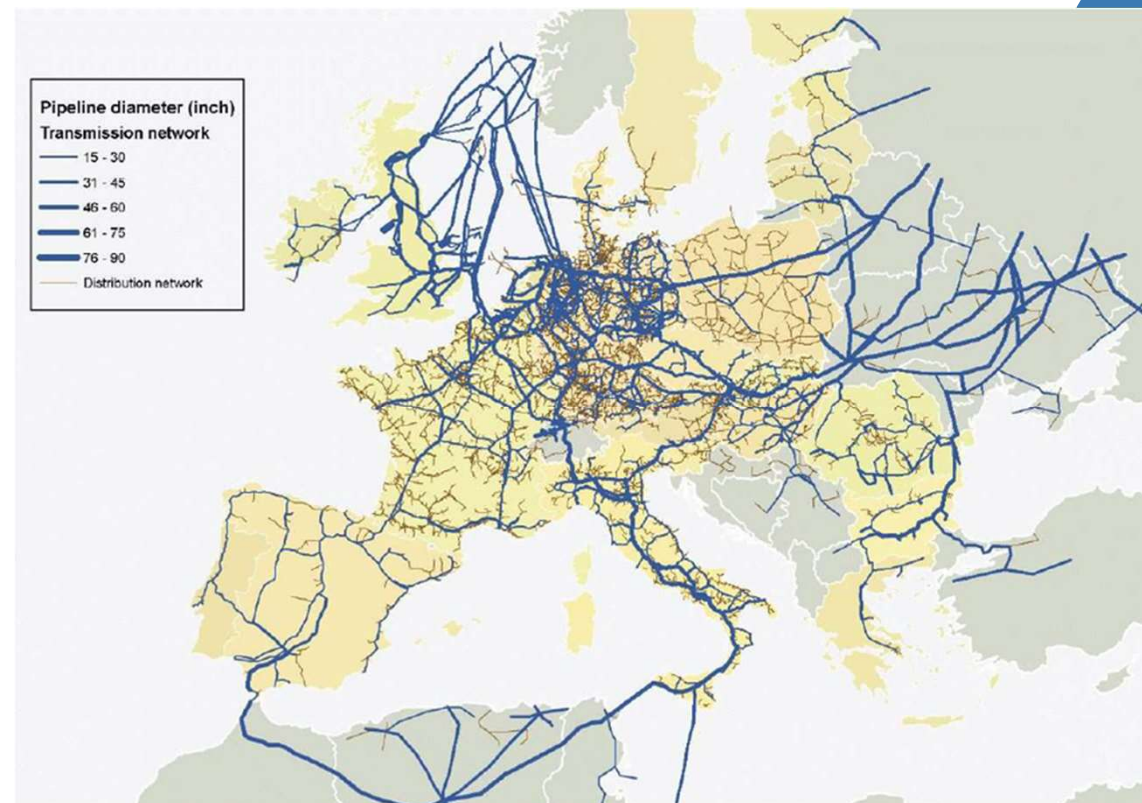 Pipeline diameter (inch)
Transmission network
15 - 30
31 - 45
46 - 60
61 - 75
76 - 90
Distribution network